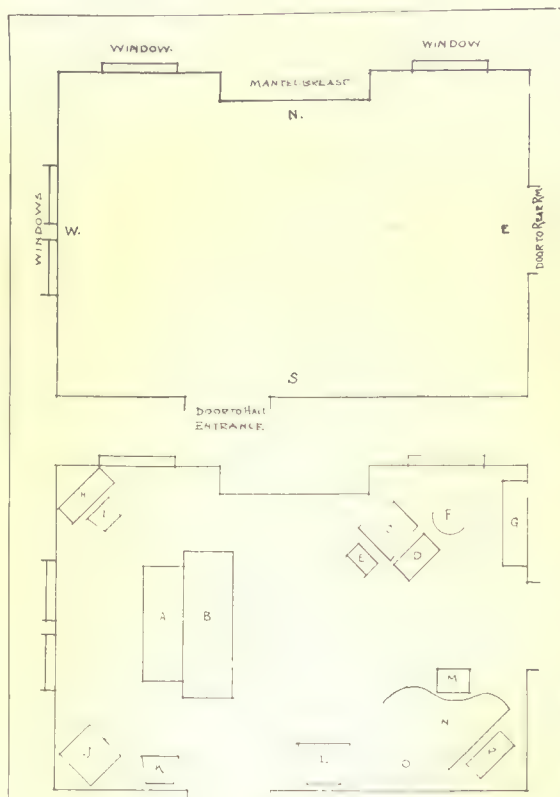 WINDOW.
WINDOW
MANTEL BREAST
N.
WINDOWS
W.
E
DOOR TO REAR RM
S
DOOR TO HALL
ENTRANCE
H
I
F
G
E
D
A
B
M
N
J
K
L
O